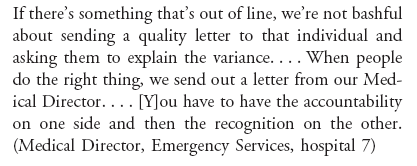 If there’s something that’s out of line, we’re not bashful
about sending a quality letter to that individual and
asking them to explain the variance. . . . When people
do the right thing, we send out a letter from our Med-
ical Director. . . . [Y]ou have to have the accountability
on one side and then the recognition on the other.
(Medical Director, Emergency Services, hospital 7)